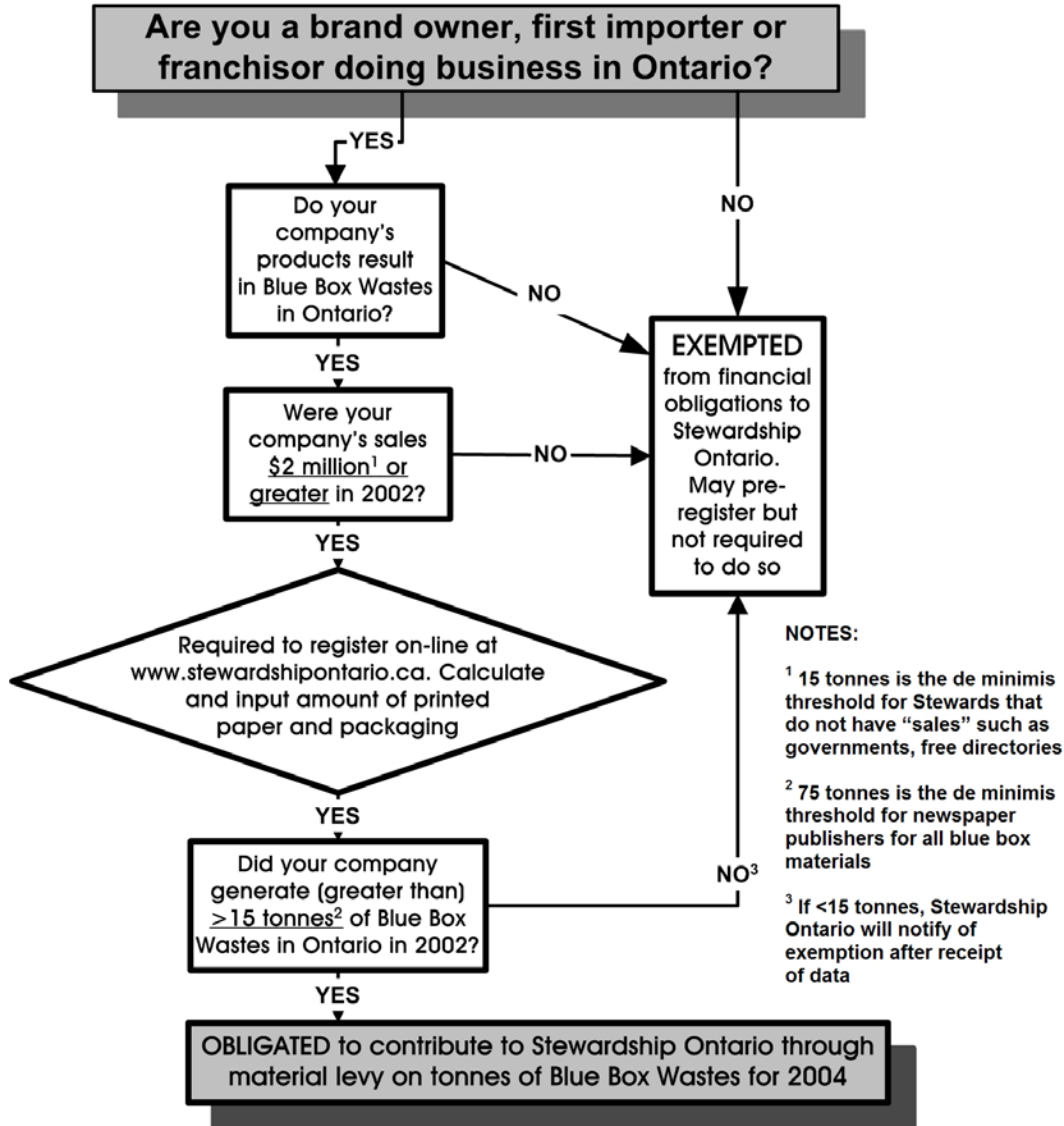 Are you a brand owner, first importer or
franchisor doing business in Ontario?
YES
NO
Do your
company's
products result
in Blue Box Wastes
in Ontario?
NO
YES
EXEMPTED
from financial
obligations to
Stewardship
Ontario.
May pre-
register but
not required
to do so
Were your
company's sales
$2 million¹ or
greater in 2002?
NO
YES
Required to register on-line at
www.stewardshipontario.ca. Calculate
and input amount of printed
paper and packaging
YES
Did your company
generate (greater than)
>15 tonnes² of Blue Box
Wastes in Ontario in 2002?
NO³
YES
OBLIGATED to contribute to Stewardship Ontario through
material levy on tonnes of Blue Box Wastes for 2004
NOTES:
¹ 15 tonnes is the de minimis
threshold for Stewards that
do not have “sales” such as
governments, free directories
² 75 tonnes is the de minimis
threshold for newspaper
publishers for all blue box
materials
³ If <15 tonnes, Stewardship
Ontario will notify of
exemption after receipt
of data